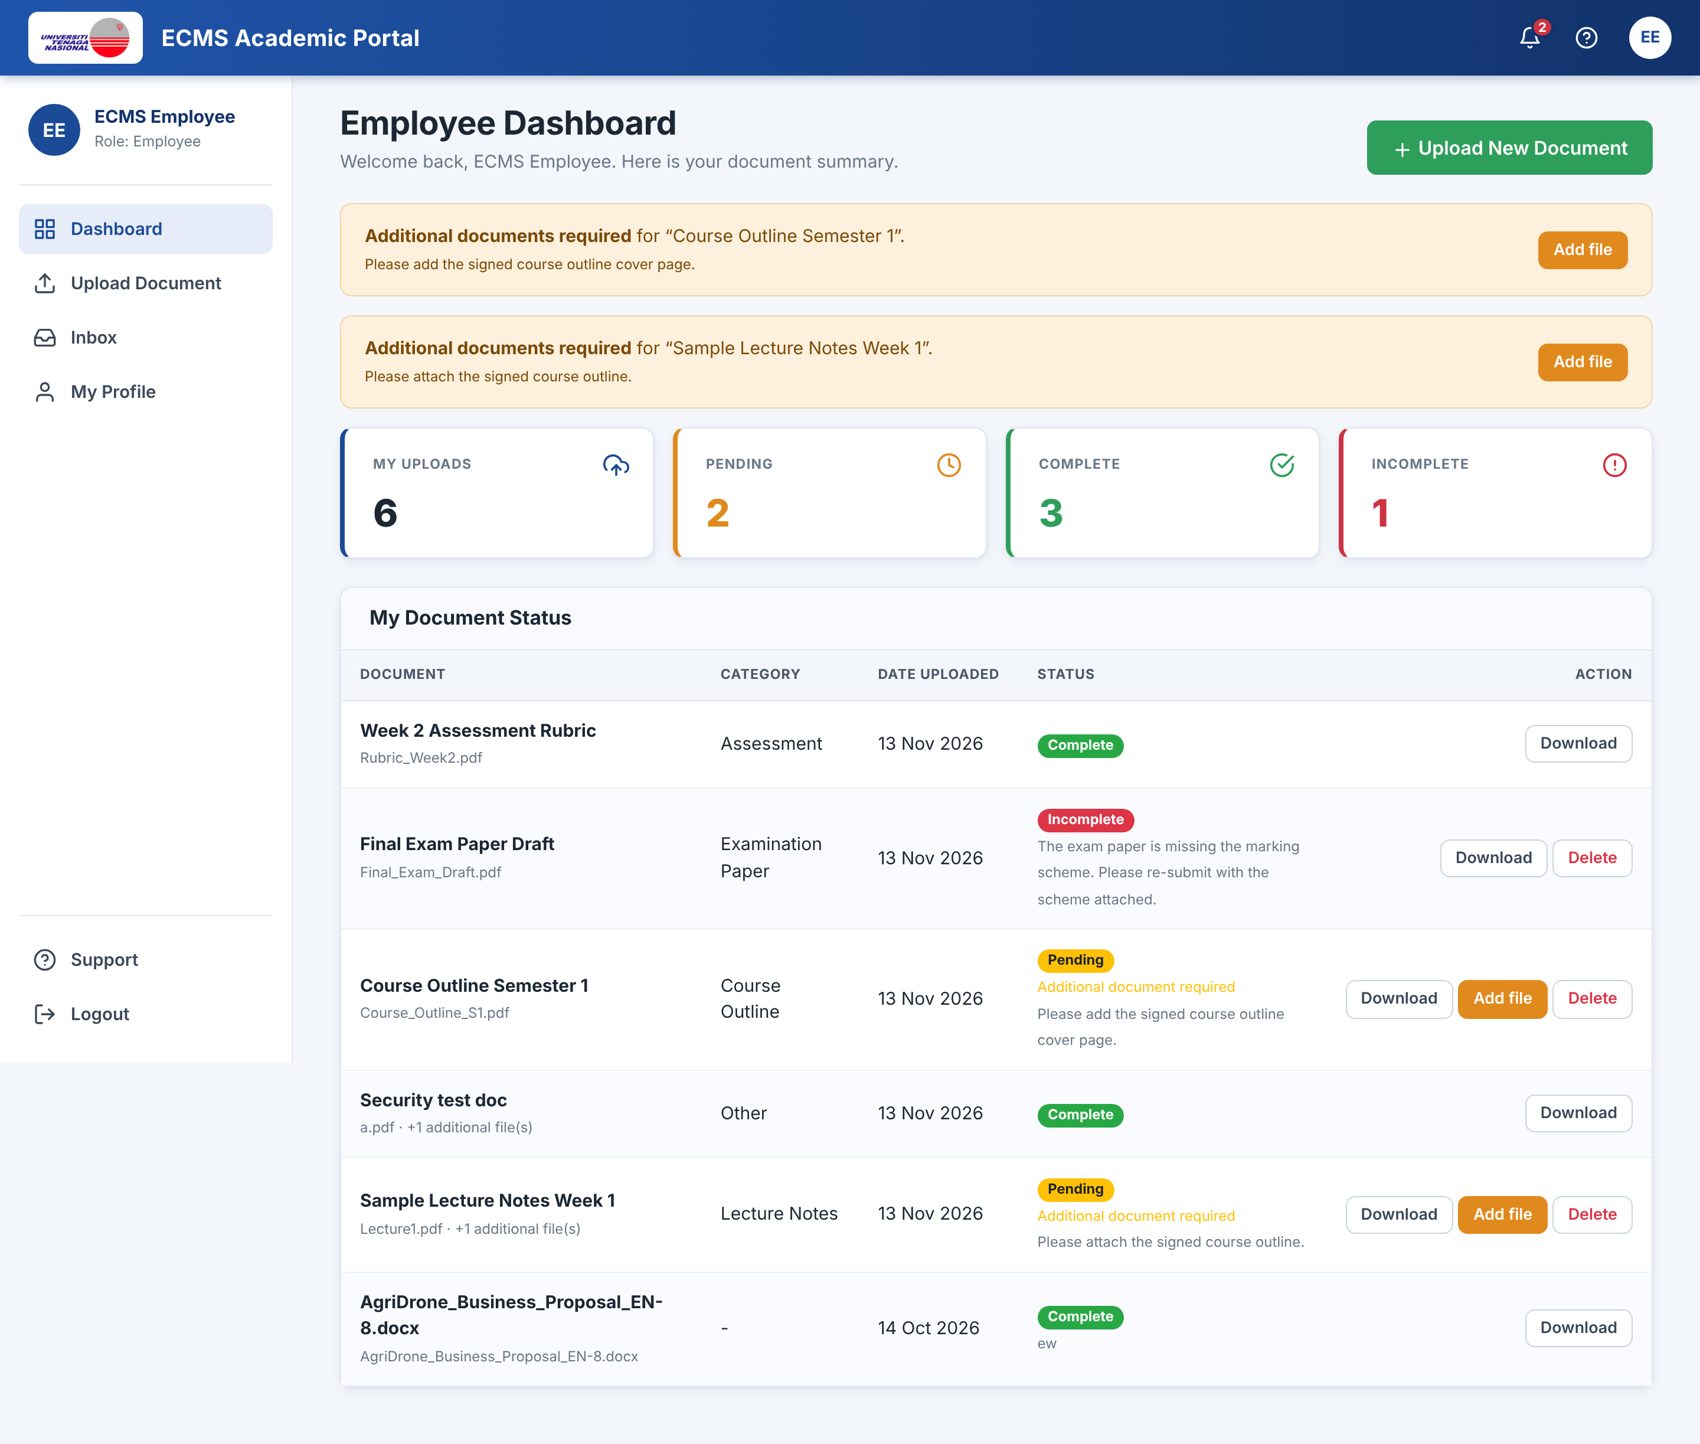 UNIVERSITI
TENAGA
NASIONAL
ECMS Academic Portal
2
EE
EE
ECMS Employee
Role: Employee
Dashboard
Upload Document
Inbox
My Profile
Support
Logout
Employee Dashboard
Welcome back, ECMS Employee. Here is your document summary.
+ Upload New Document
Additional documents required for “Course Outline Semester 1”.
Please add the signed course outline cover page.
Add file
Additional documents required for “Sample Lecture Notes Week 1”.
Please attach the signed course outline.
Add file
MY UPLOADS
6
PENDING
2
COMPLETE
3
INCOMPLETE
1
My Document Status
DOCUMENT CATEGORY DATE UPLOADED STATUS ACTION
Week 2 Assessment Rubric
Rubric_Week2.pdf
Assessment
13 Nov 2026
Complete
Download
Final Exam Paper Draft
Final_Exam_Draft.pdf
Examination
Paper
13 Nov 2026
Incomplete
The exam paper is missing the marking
scheme. Please re-submit with the
scheme attached.
Download Delete
Course Outline Semester 1
Course_Outline_S1.pdf
Course
Outline
13 Nov 2026
Pending
Additional document required
Please add the signed course outline
cover page.
Download Add file Delete
Security test doc
a.pdf · +1 additional file(s)
Other
13 Nov 2026
Complete
Download
Sample Lecture Notes Week 1
Lecture1.pdf · +1 additional file(s)
Lecture Notes
13 Nov 2026
Pending
Additional document required
Please attach the signed course outline.
Download Add file Delete
AgriDrone_Business_Proposal_EN-
8.docx
AgriDrone_Business_Proposal_EN-8.docx
-
14 Oct 2026
Complete
ew
Download